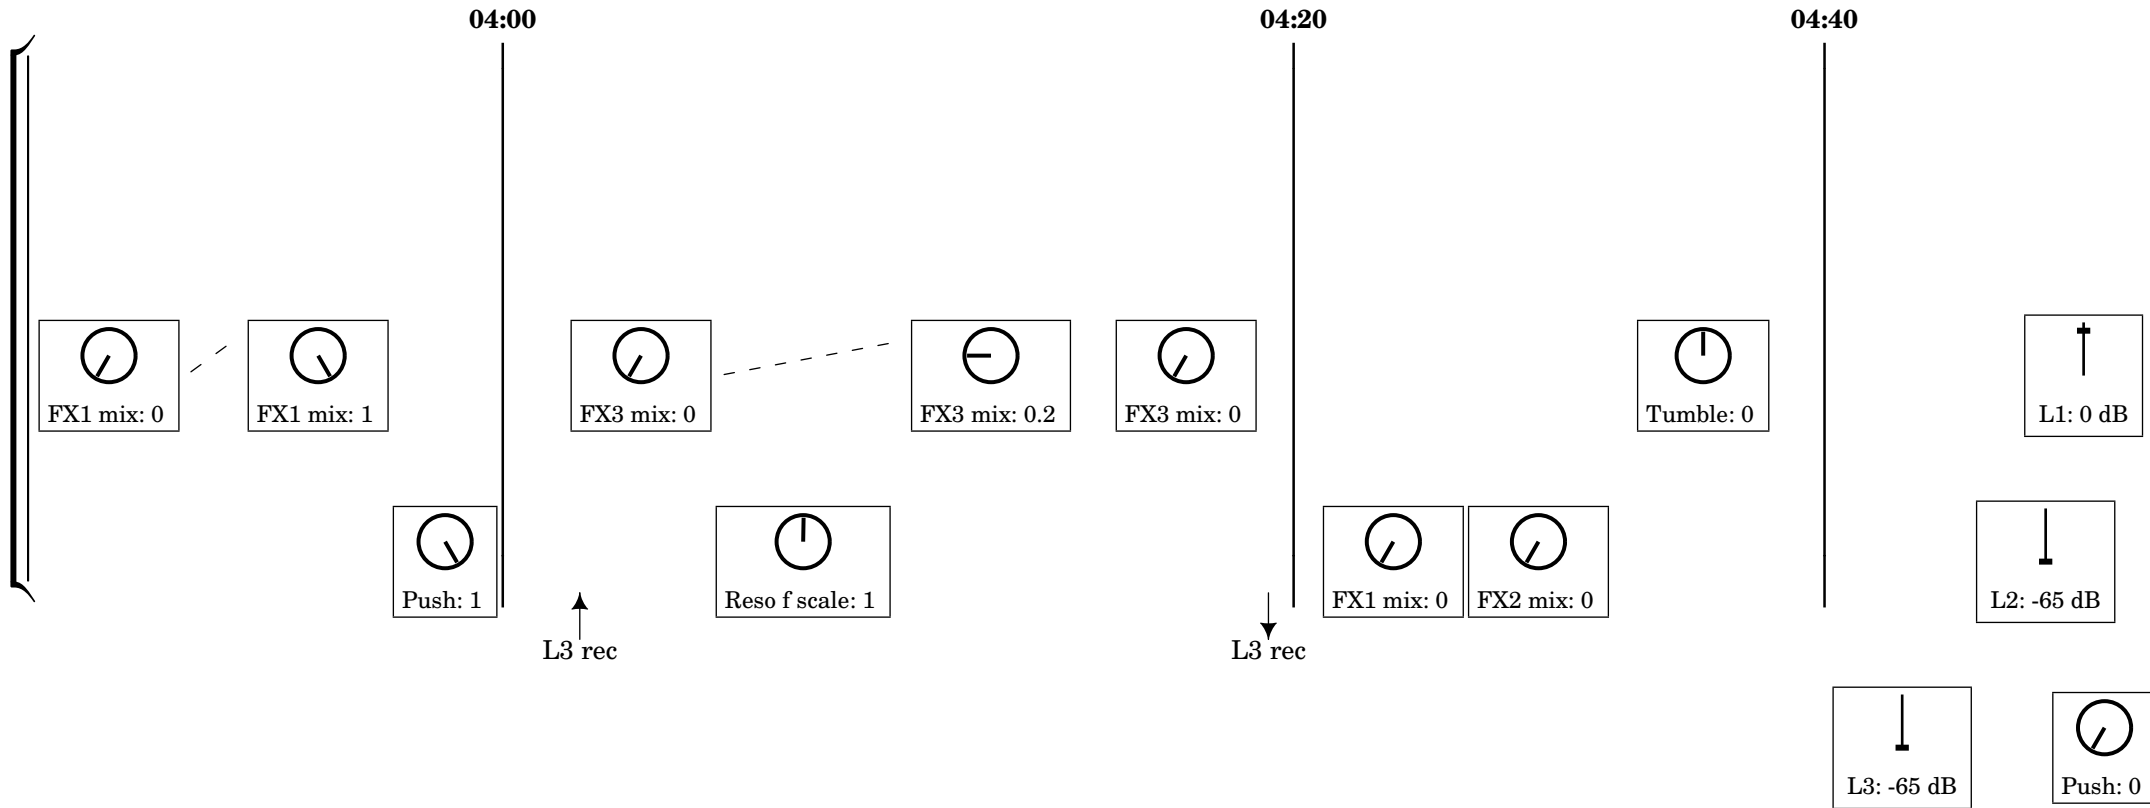 04:00 04:20 04:40
FX1 mix: 0 FX1 mix: 1 FX3 mix: 0 FX3 mix: 0.2 FX3 mix: 0 Tumble: 0 L1: 0 dB
Push: 1 Reso f scale: 1 FX1 mix: 0 FX2 mix: 0 L2: -65 dB
L3 rec L3 rec
L3: -65 dB Push: 0